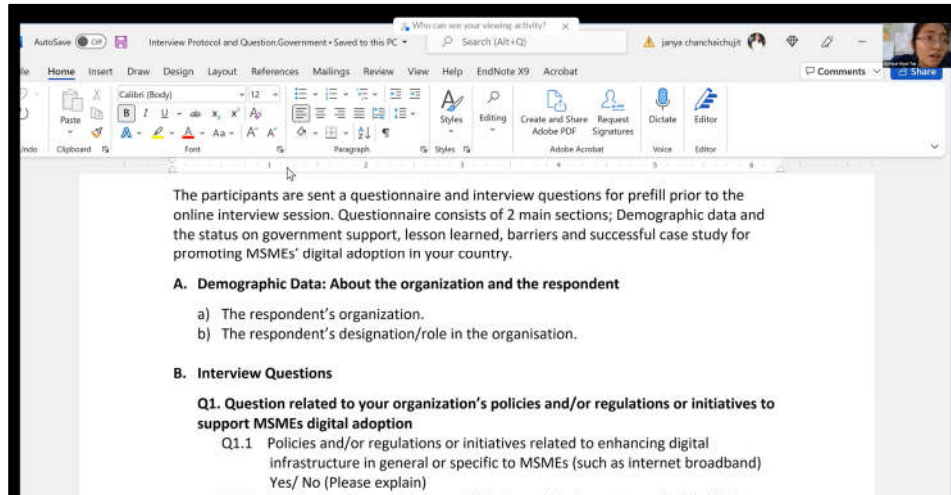 Who can see your viewing activity?
AutoSave Off Interview Protocol and Question.Government • Saved to this PC Search (Alt+Q) janya chanchaichujit
File Home Insert Draw Design Layout References Mailings Review View Help EndNote X9 Acrobat Comments Share
Paste Calibri (Body) 12 Styles Editing Create and Share Adobe PDF Request Signatures Dictate Editor
Undo Clipboard Font Paragraph Styles Adobe Acrobat Voice Editor
The participants are sent a questionnaire and interview questions for prefill prior to the
online interview session. Questionnaire consists of 2 main sections; Demographic data and
the status on government support, lesson learned, barriers and successful case study for
promoting MSMEs' digital adoption in your country.
A. Demographic Data: About the organization and the respondent
a) The respondent's organization.
b) The respondent's designation/role in the organisation.
B. Interview Questions
Q1. Question related to your organization's policies and/or regulations or initiatives to
support MSMEs digital adoption
Q1.1 Policies and/or regulations or initiatives related to enhancing digital
infrastructure in general or specific to MSMEs (such as internet broadband)
Yes/ No (Please explain)